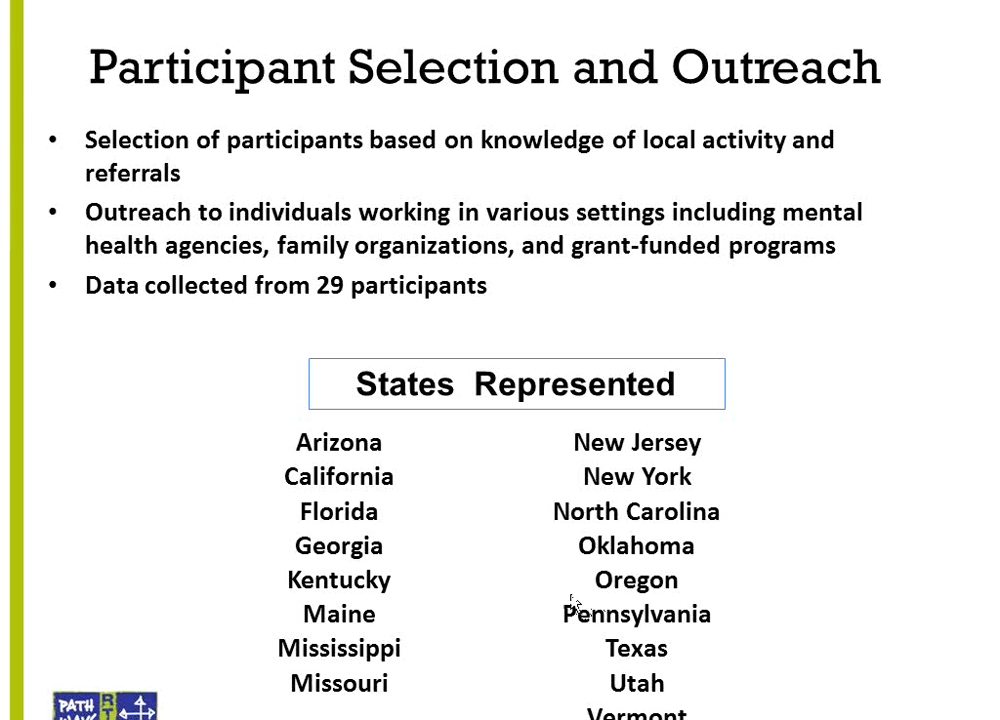 Participant Selection and Outreach
• Selection of participants based on knowledge of local activity and
referrals
• Outreach to individuals working in various settings including mental
health agencies, family organizations, and grant-funded programs
• Data collected from 29 participants
States Represented
Arizona
California
Florida
Georgia
Kentucky
Maine
Mississippi
Missouri
New Jersey
New York
North Carolina
Oklahoma
Oregon
Pennsylvania
Texas
Utah
Vermont
PATH
R